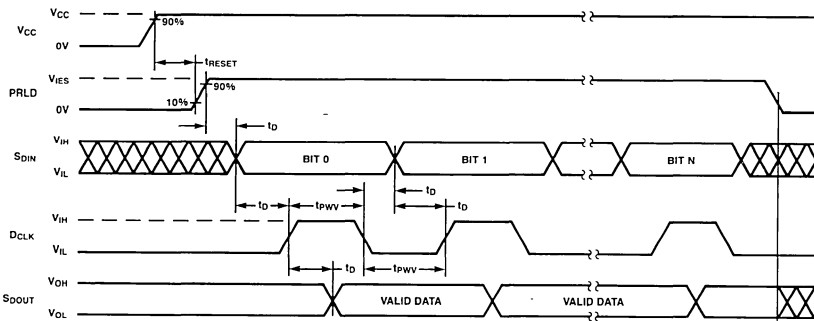 VCC
VCC
90%
0V
tRESET
VIES
PRLD
90%
10%
0V
tD
VIH
SDIN
BIT 0
BIT 1
BIT N
VIL
tD
tD
tPWV
tD
VIH
DCLK
VIL
tD
tPWV
VOH
SDOUT
VALID DATA
VALID DATA
VOL